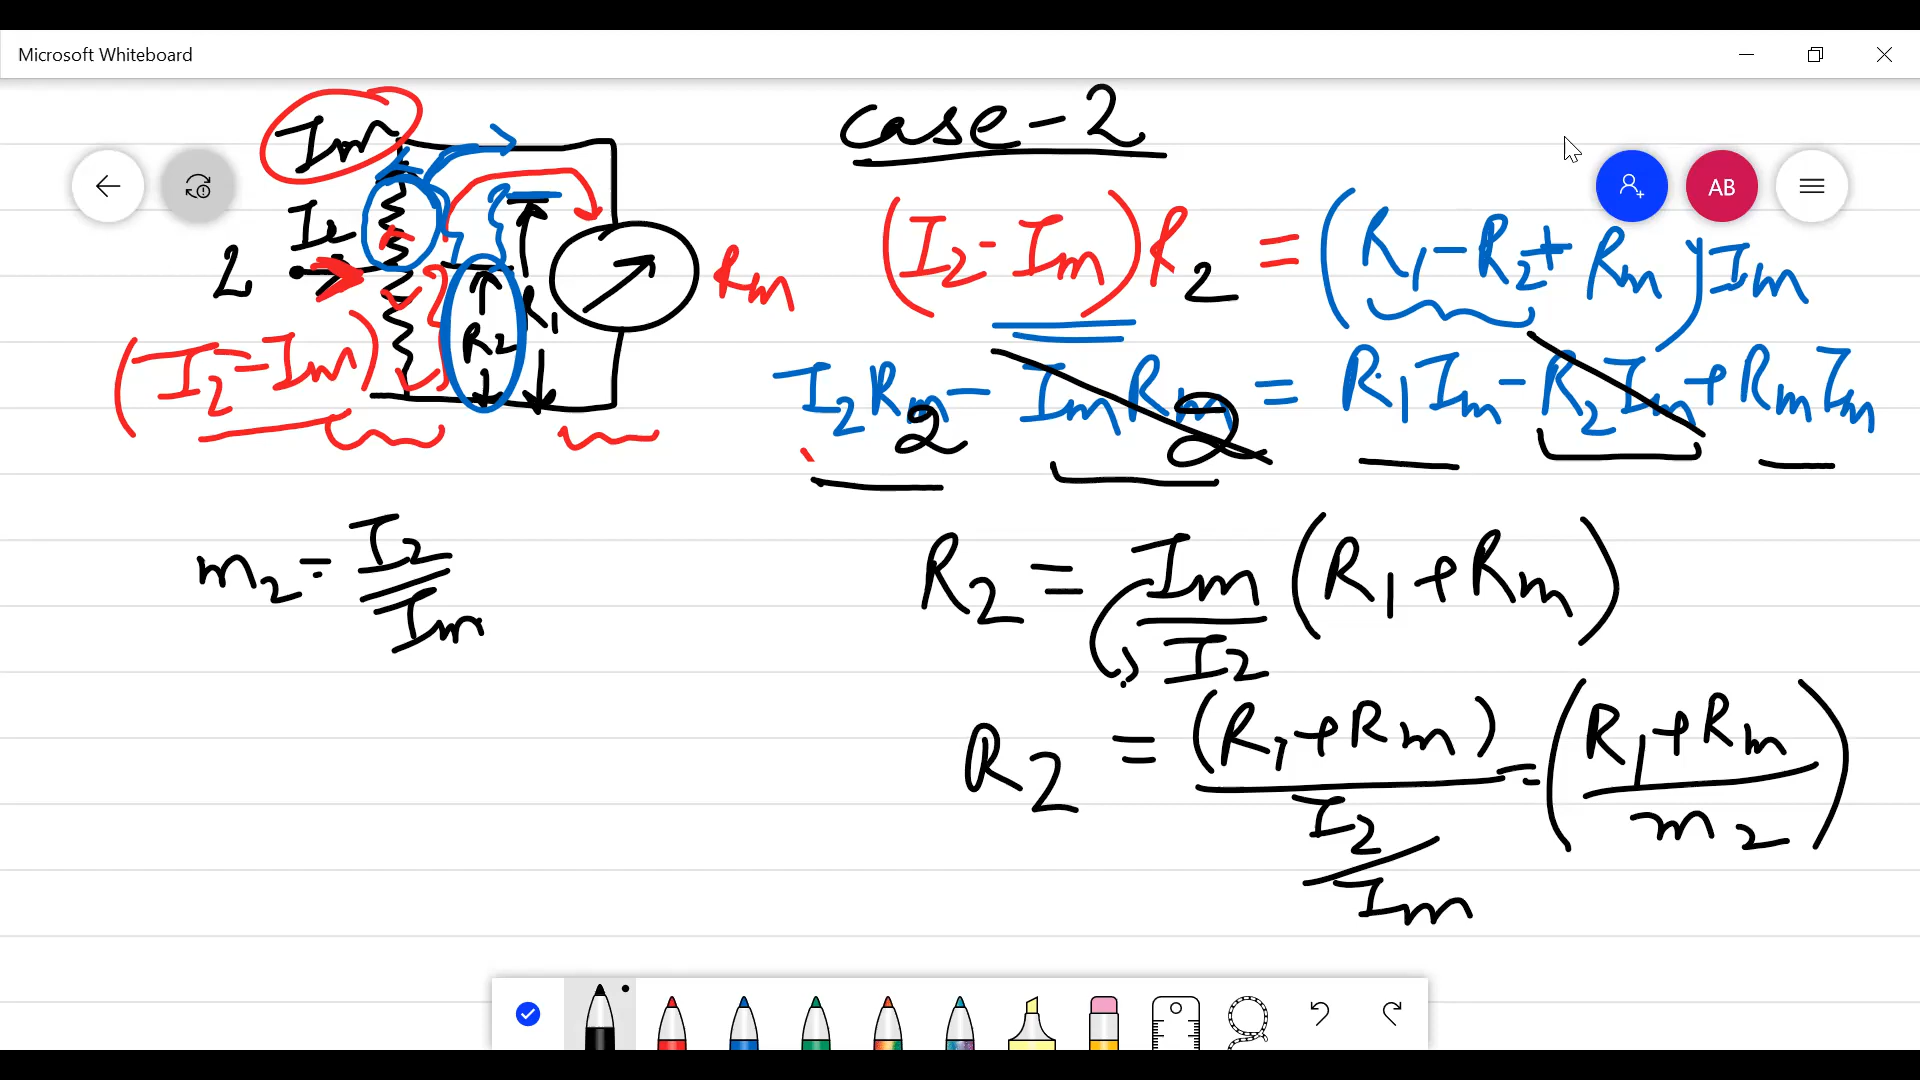 Microsoft Whiteboard
case-2
Im
I2
2
R1
R2
Rm
(I2-Im)
AB
(I2-Im)R2 = (R1-R2+Rm)Im
I2R2 - ImR2 = R1Im - R2Im + RmIm
m2 = I2/Im
R2 = Im/I2 (R1+Rm)
R2 = (R1+Rm)/(I2/Im) = (R1+Rm/m2)